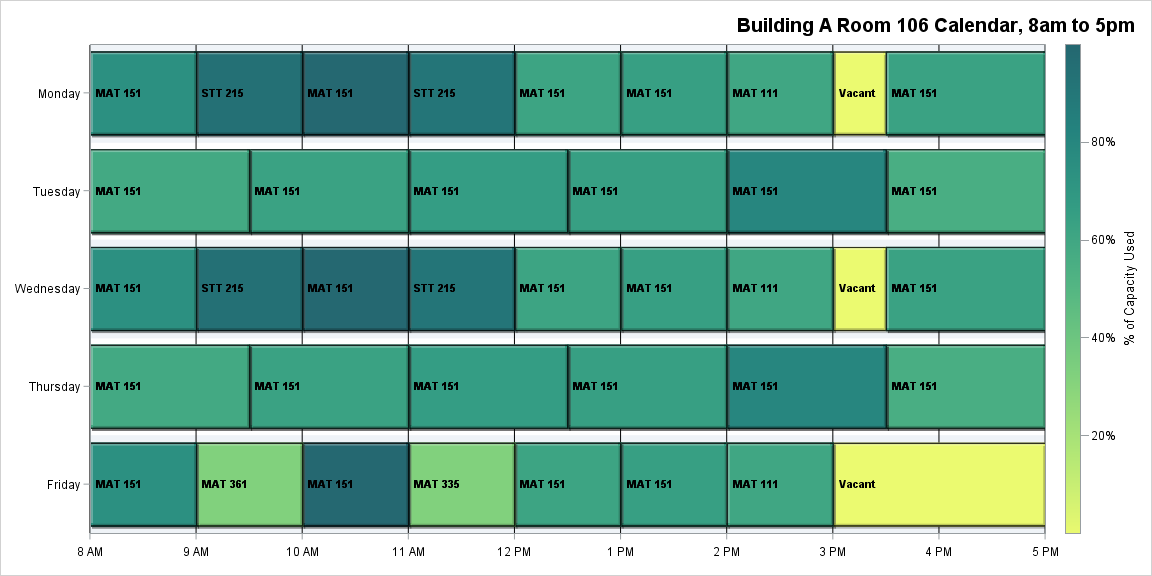 Building A Room 106 Calendar, 8am to 5pm
Monday
MAT 151
STT 215
MAT 151
STT 215
MAT 151
MAT 151
MAT 111
Vacant
MAT 151
Tuesday
MAT 151
MAT 151
MAT 151
MAT 151
MAT 151
MAT 151
Wednesday
MAT 151
STT 215
MAT 151
STT 215
MAT 151
MAT 151
MAT 111
Vacant
MAT 151
Thursday
MAT 151
MAT 151
MAT 151
MAT 151
MAT 151
MAT 151
Friday
MAT 151
MAT 361
MAT 151
MAT 335
MAT 151
MAT 151
MAT 111
Vacant
8 AM
9 AM
10 AM
11 AM
12 PM
1 PM
2 PM
3 PM
4 PM
5 PM
80%
60%
40%
20%
% of Capacity Used